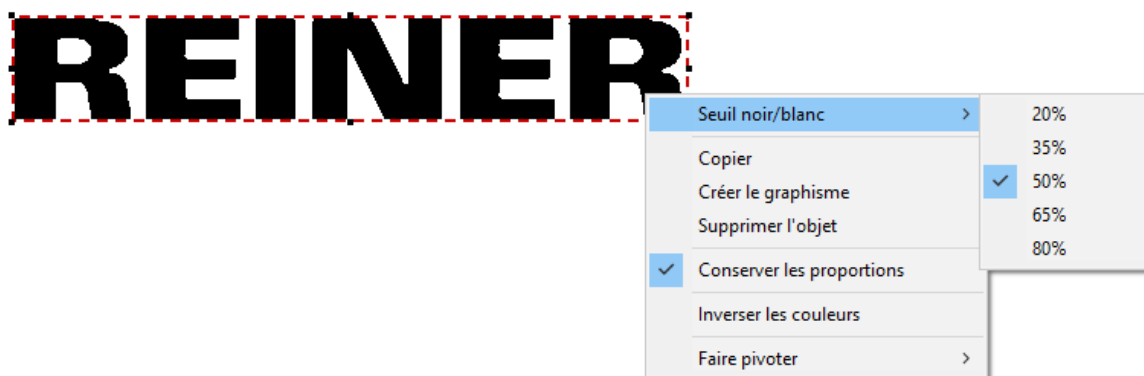 REINER
Seuil noir/blanc
Copier
Créer le graphisme
Supprimer l'objet
Conserver les proportions
Inverser les couleurs
Faire pivoter
20%
35%
50%
65%
80%